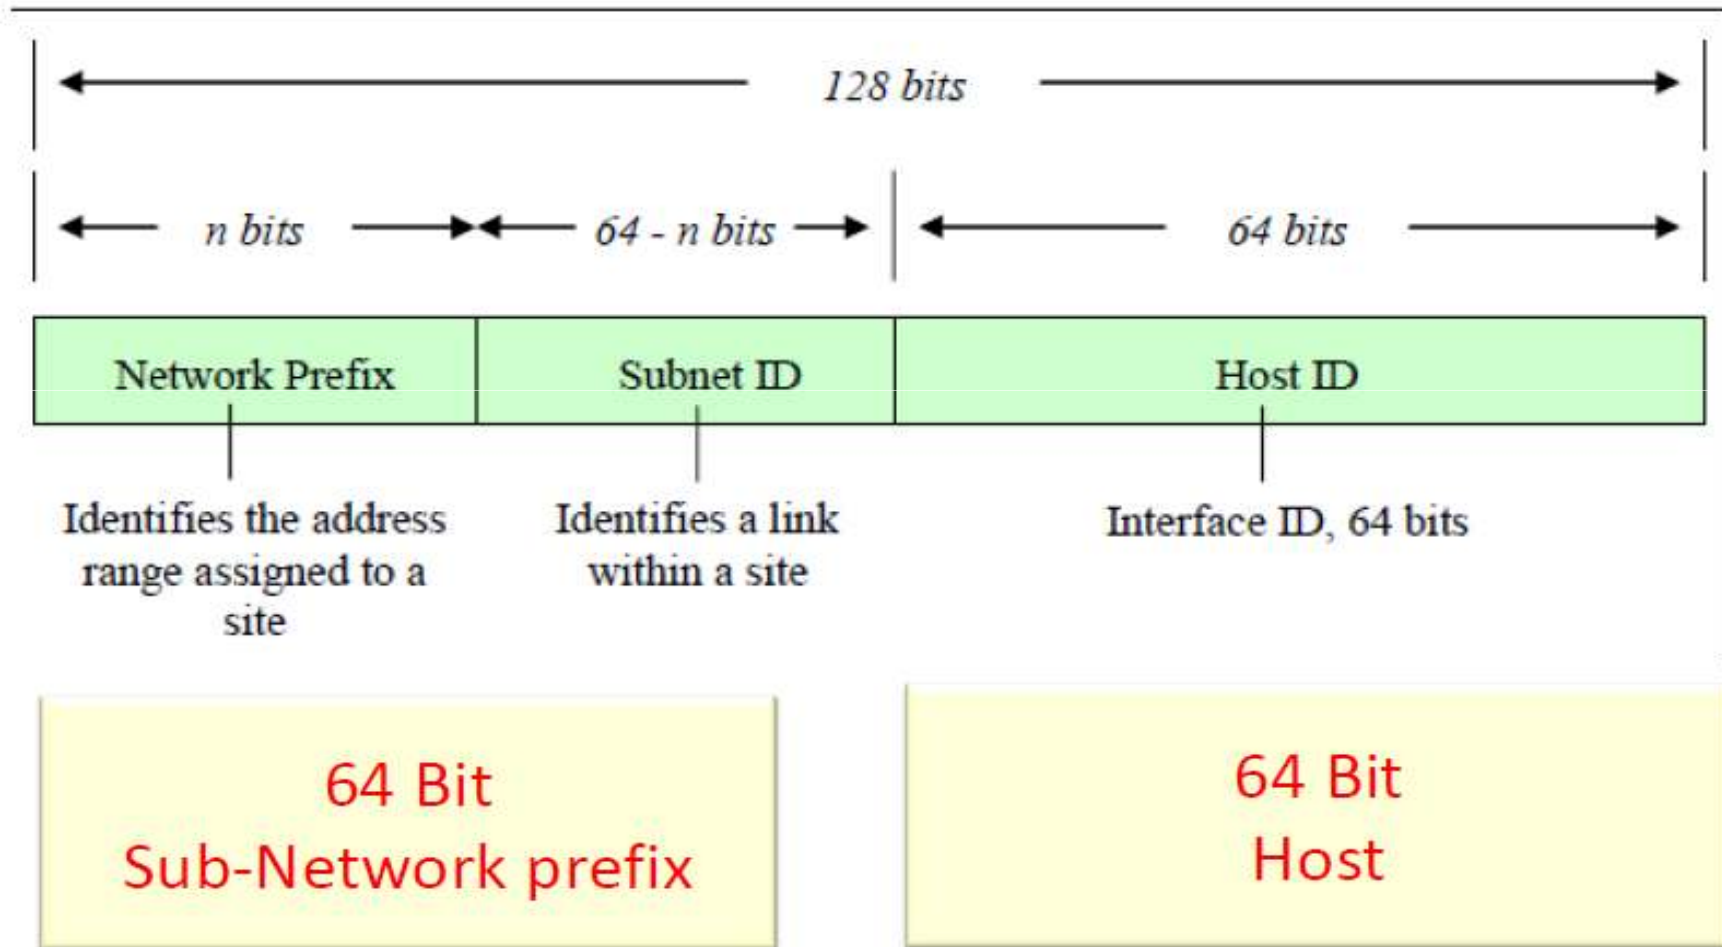 128 bits
n bits 64 - n bits 64 bits
Network Prefix Subnet ID Host ID
Identifies the address
range assigned to a
site
Identifies a link
within a site
Interface ID, 64 bits
64 Bit
Sub-Network prefix
64 Bit
Host